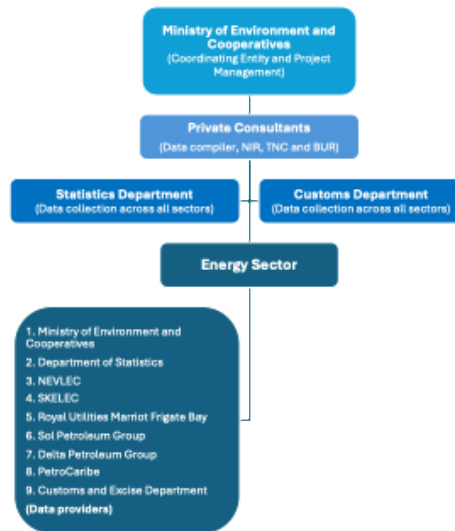 Ministry of Environment and
Cooperatives
(Coordinating Entity and Project
Management)
Private Consultants
(Data compiler, NIR, TNC and BUR)
Statistics Department
(Data collection across all sectors)
Customs Department
(Data collection across all sectors)
Energy Sector
1. Ministry of Environment and
Cooperatives
2. Department of Statistics
3. NEVLEC
4. SKELEC
5. Royal Utilities Marriot Frigate Bay
6. Sol Petroleum Group
7. Delta Petroleum Group
8. PetroCaribe
9. Customs and Excise Department
(Data providers)